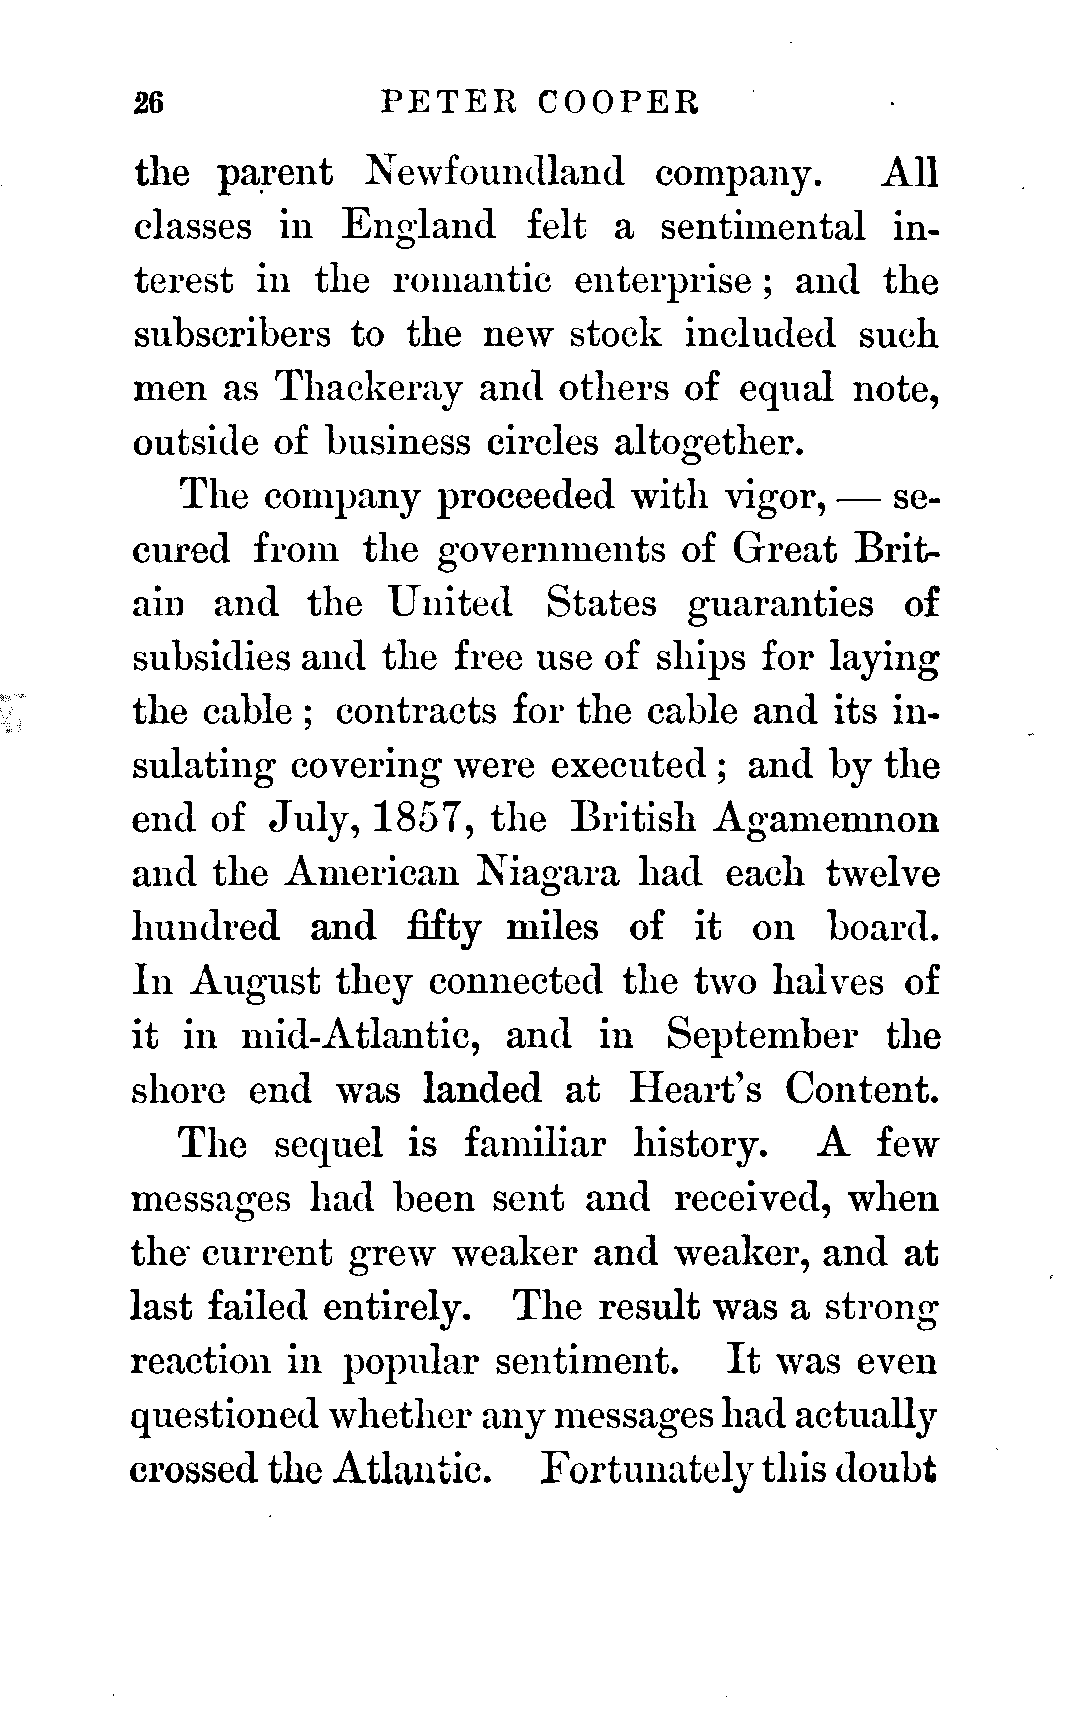 26 PETER COOPER
the parent Newfoundland company. All
classes in England felt a sentimental in-
terest in the romantic enterprise ; and the
subscribers to the new stock included such
men as Thackeray and others of equal note,
outside of business circles altogether.
The company proceeded with vigor, — se-
cured from the governments of Great Brit-
ain and the United States guaranties of
subsidies and the free use of ships for laying
the cable ; contracts for the cable and its in-
sulating covering were executed ; and by the
end of July, 1857, the British Agamemnon
and the American Niagara had each twelve
hundred and fifty miles of it on board.
In August they connected the two halves of
it in mid-Atlantic, and in September the
shore end was landed at Heart's Content.
The sequel is familiar history. A few
messages had been sent and received, when
the current grew weaker and weaker, and at
last failed entirely. The result was a strong
reaction in popular sentiment. It was even
questioned whether any messages had actually
crossed the Atlantic. Fortunately this doubt